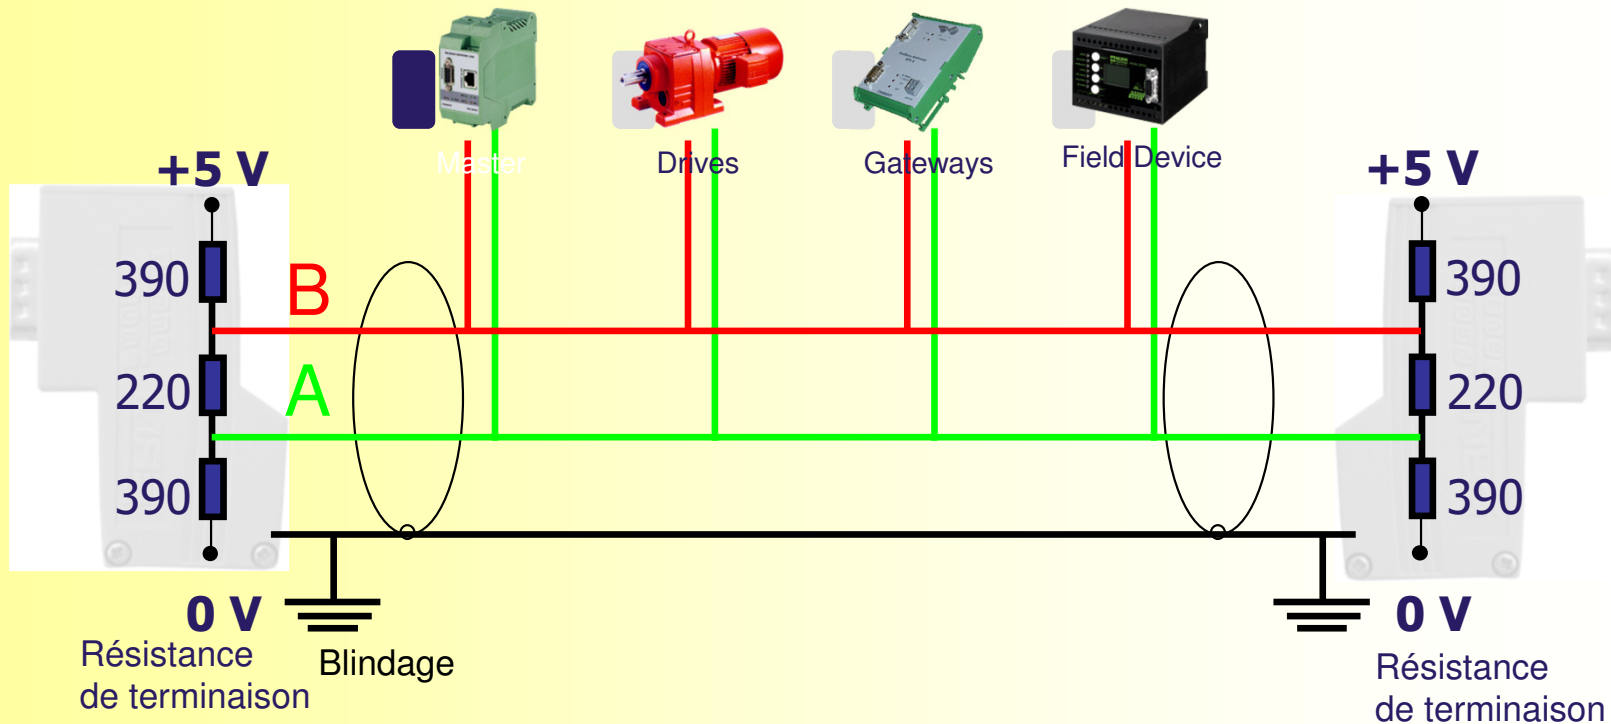 Master
Drives
Gateways
Field Device
+5 V
+5 V
390
B
390
220
A
220
390
390
0 V
0 V
Résistance
de terminaison
Blindage
Résistance
de terminaison